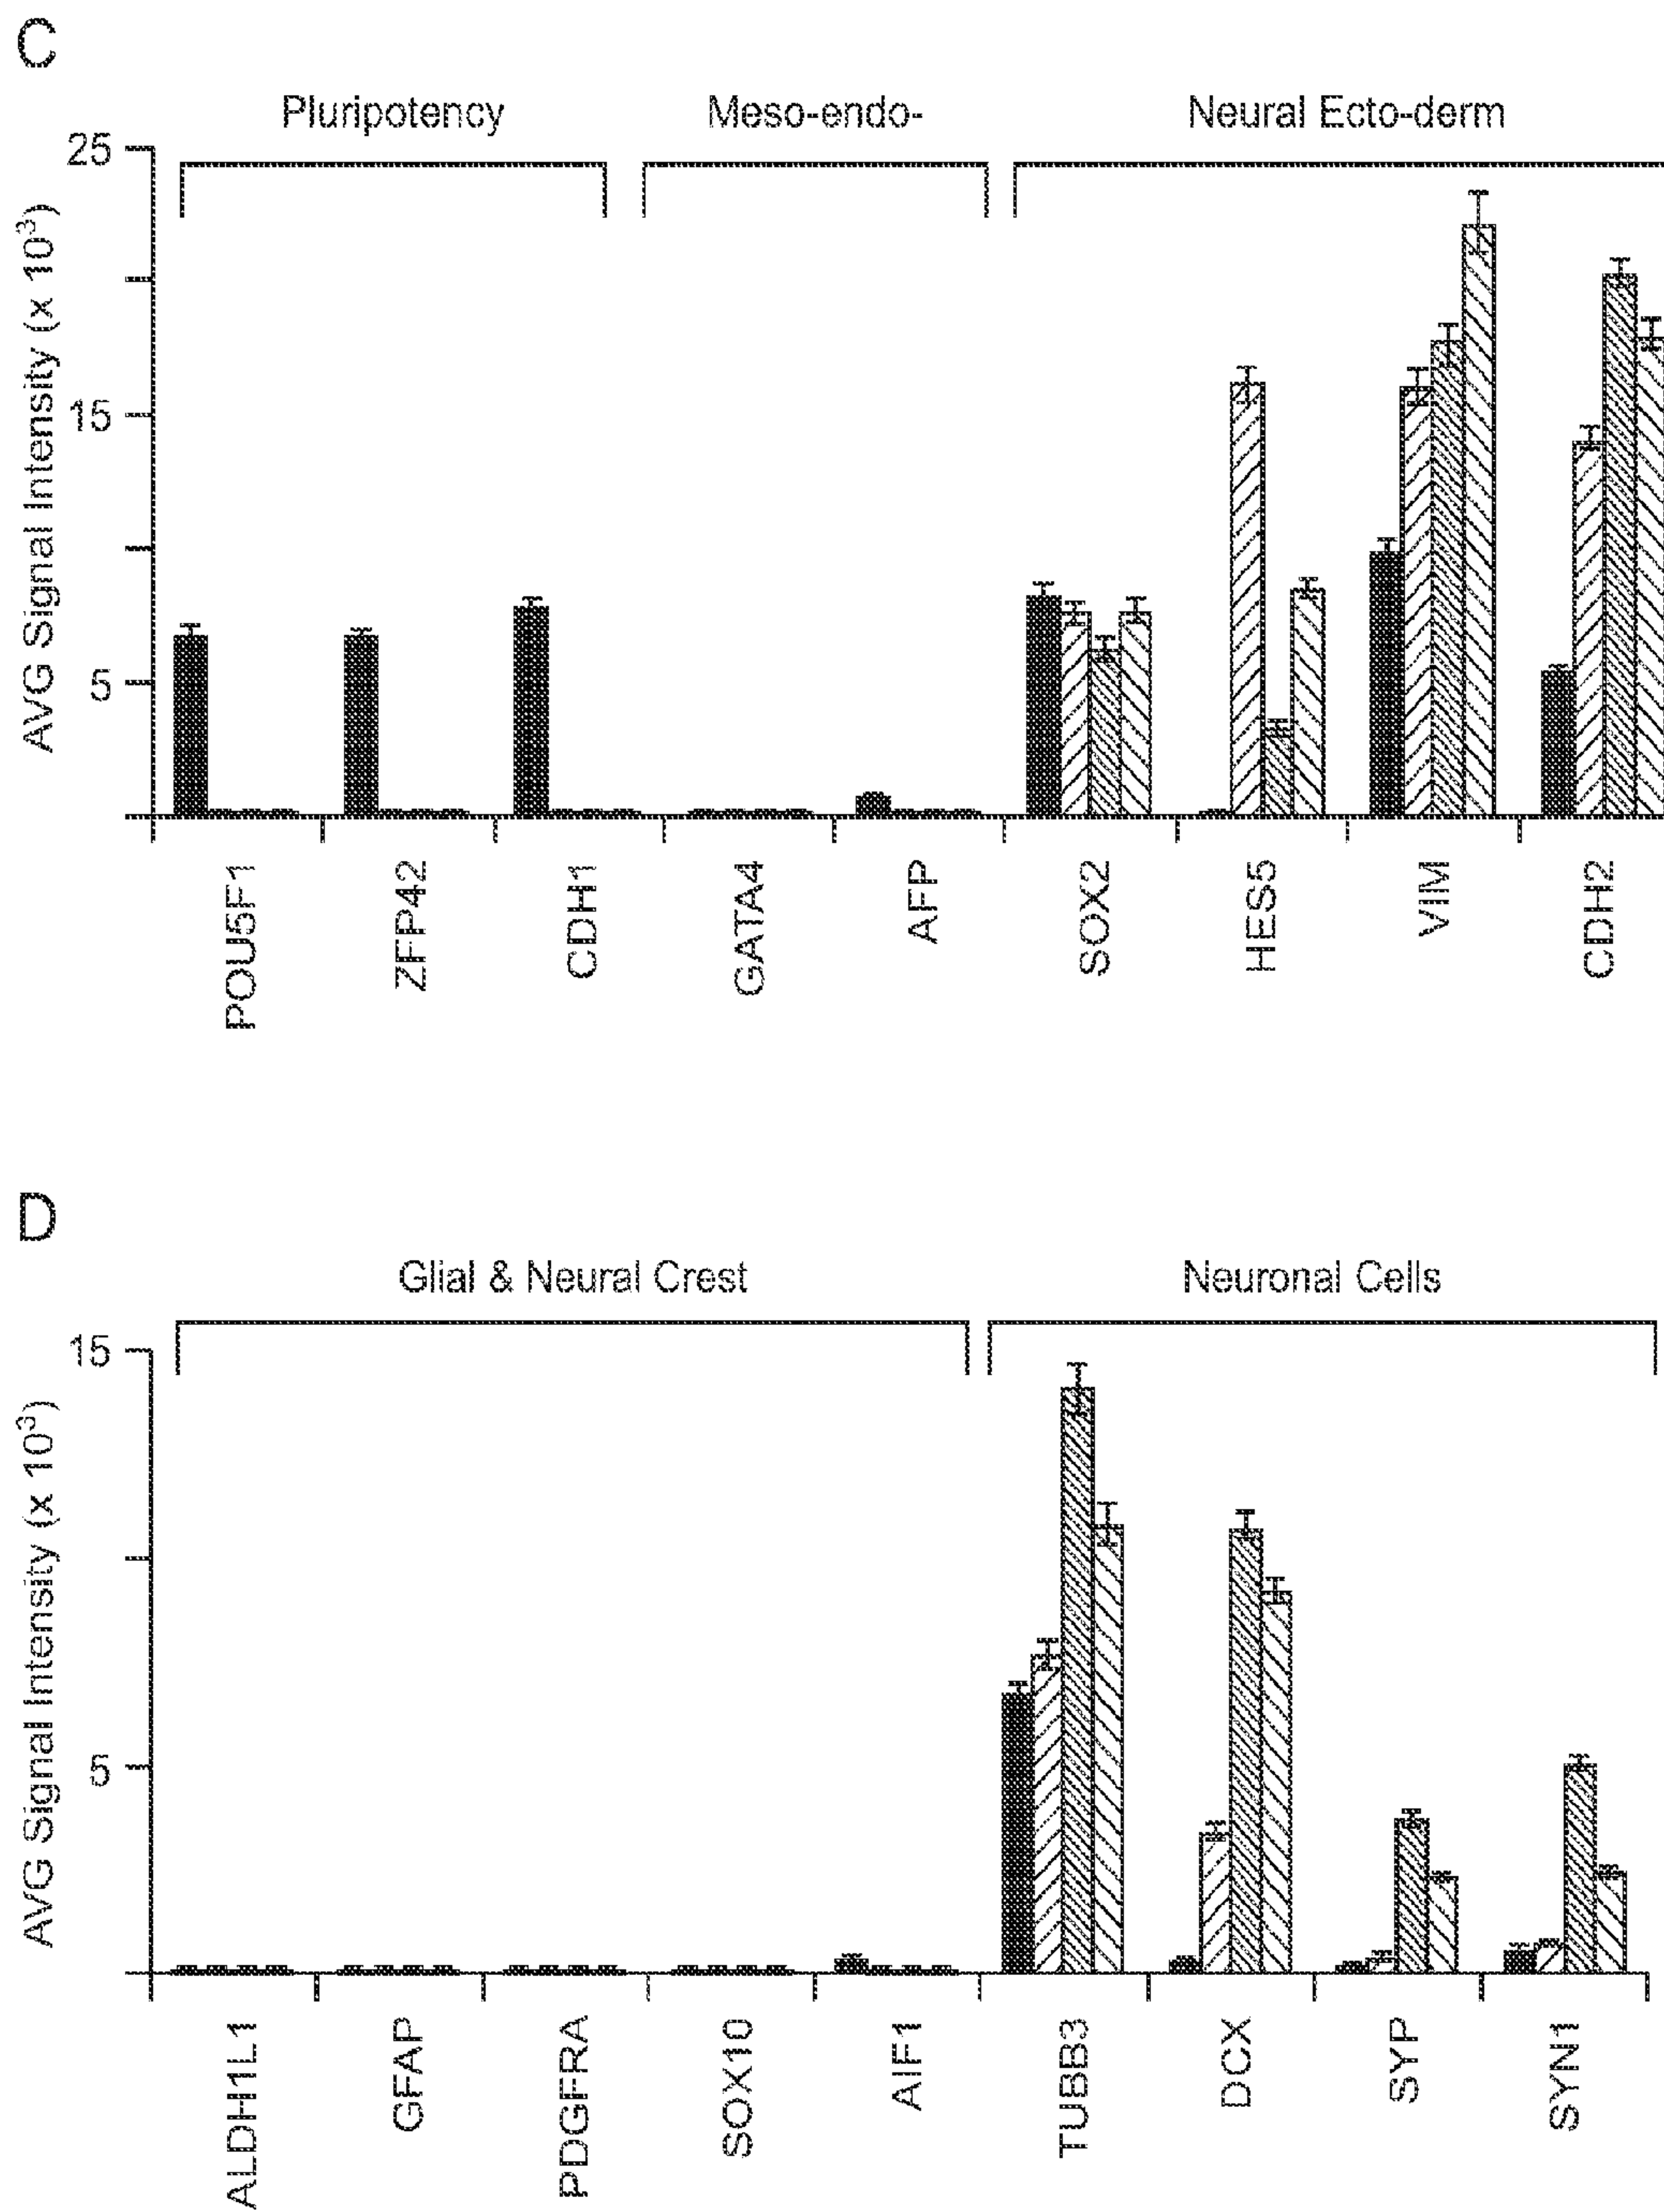 C
Pluripotency Meso-endo- Neural Ecto-derm
25
15
5
AVG Signal Intensity (x 10³)
POU5F1 ZFP42 CDH1 GATA4 AFP SOX2 HES5 VIM CDH2
D
Glial & Neural Crest Neuronal Cells
15
5
AVG Signal Intensity (x 10³)
ALDH1L1 GFAP PDGFRA SOX10 AIF1 TUBB3 DCX SYP SYN1